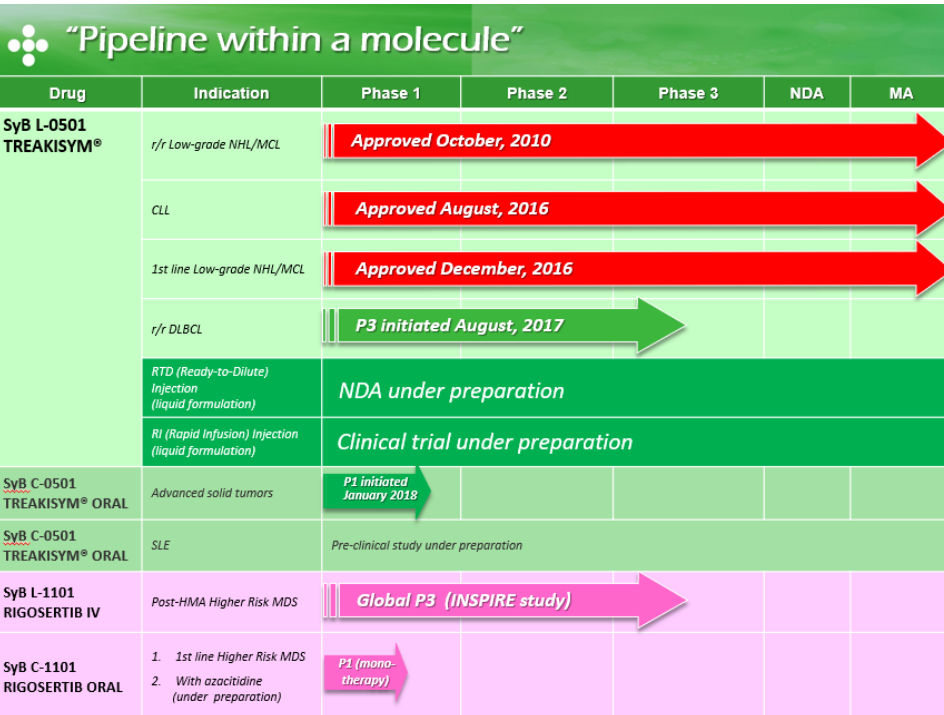 “Pipeline within a molecule”
Drug Indication Phase 1 Phase 2 Phase 3 NDA MA
SyB L-0501
TREAKISYM®
r/r Low-grade NHL/MCL
Approved October, 2010
CLL
Approved August, 2016
1st line Low-grade NHL/MCL
Approved December, 2016
r/r DLBCL
P3 initiated August, 2017
RTD (Ready-to-Dilute)
Injection
(liquid formulation)
NDA under preparation
RI (Rapid Infusion) Injection
(liquid formulation)
Clinical trial under preparation
SyB C-0501
TREAKISYM® ORAL
Advanced solid tumors
P1 initiated
January 2018
SyB C-0501
TREAKISYM® ORAL
SLE
Pre-clinical study under preparation
SyB L-1101
RIGOSERTIB IV
Post-HMA Higher Risk MDS
Global P3 (INSPIRE study)
SyB C-1101
RIGOSERTIB ORAL
1. 1st line Higher Risk MDS
2. With azacitidine
(under preparation)
P1 (mono-
therapy)